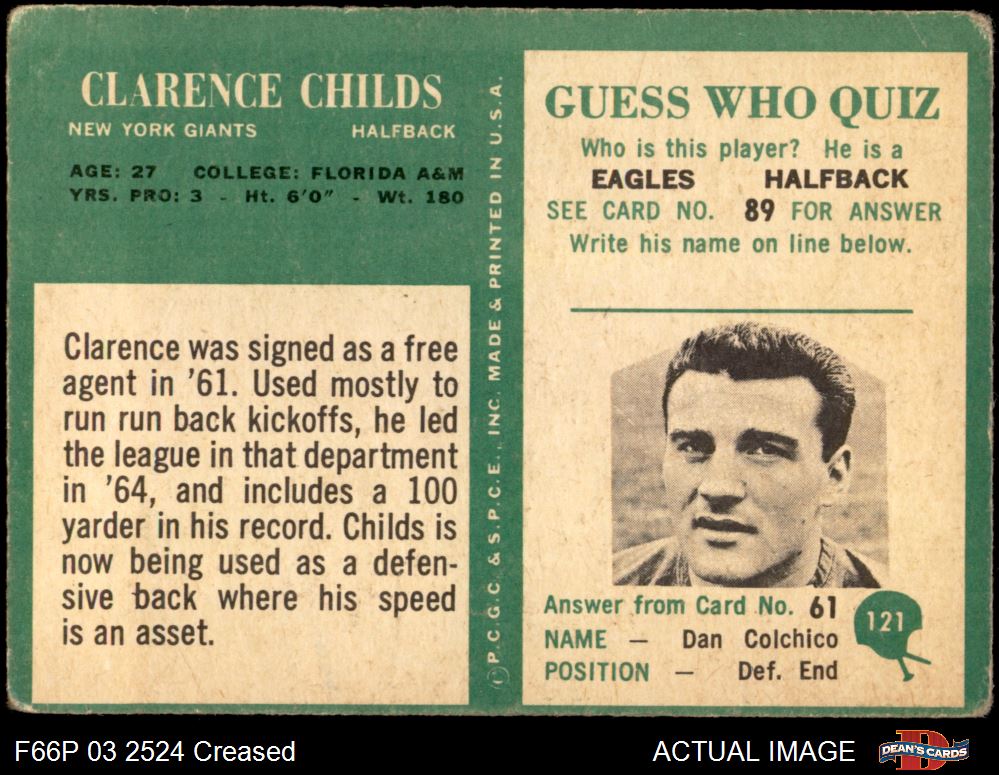 CLARENCE CHILDS
NEW YORK GIANTS HALFBACK
AGE: 27 COLLEGE: FLORIDA A&M
YRS. PRO: 3 - Ht. 6'0" - Wt. 180
Clarence was signed as a free
agent in '61. Used mostly to
run run back kickoffs, he led
the league in that department
in '64, and includes a 100
yarder in his record. Childs is
now being used as a defen-
sive back where his speed
is an asset.
Ⓒ P.C.G.C. & S.P.C.E., INC. MADE & PRINTED IN U.S.A.
GUESS WHO QUIZ
Who is this player? He is a
EAGLES HALFBACK
SEE CARD NO. 89 FOR ANSWER
Write his name on line below.
Answer from Card No. 61
NAME — Dan Colchico
POSITION — Def. End
121
F66P 03 2524 Creased
ACTUAL IMAGE
D
DEAN'S CARDS